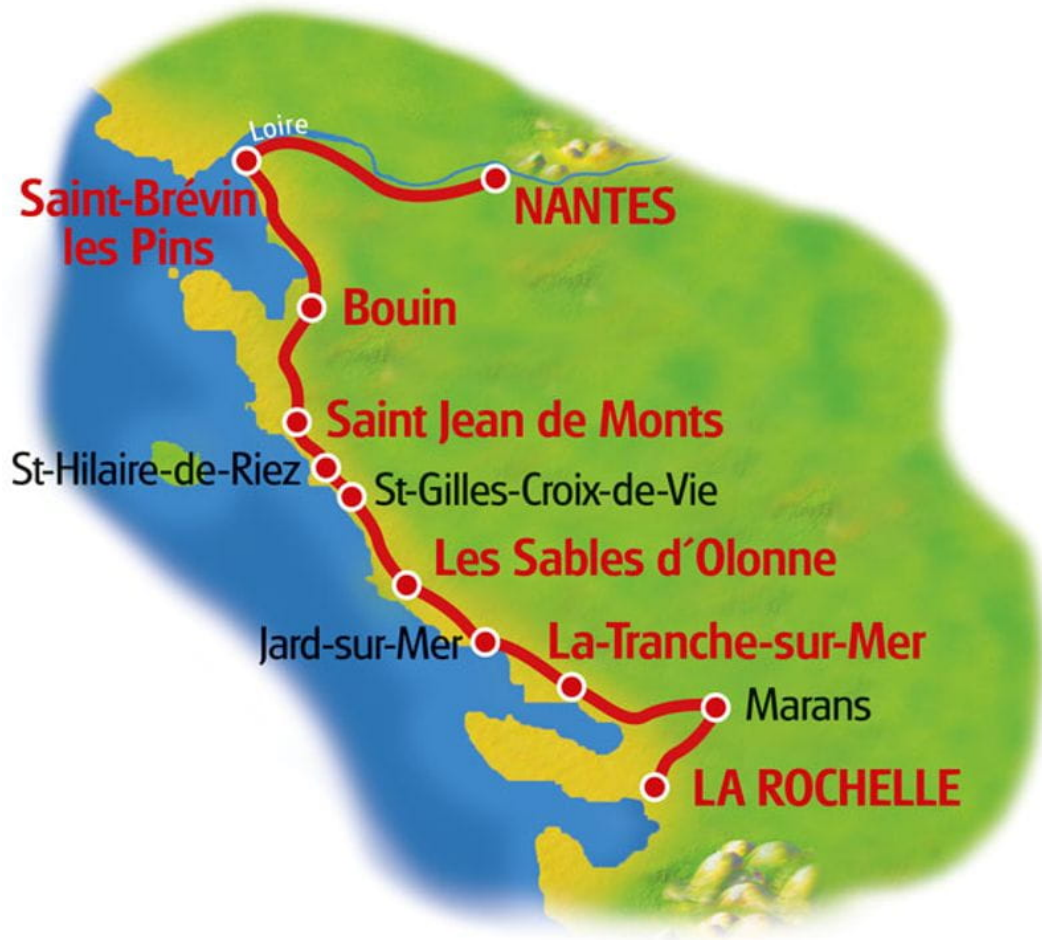 Loire
Saint-Brévin
les Pins
NANTES
Bouin
Saint Jean de Monts
St-Hilaire-de-Riez
St-Gilles-Croix-de-Vie
Les Sables d´Olonne
Jard-sur-Mer
La-Tranche-sur-Mer
Marans
LA ROCHELLE